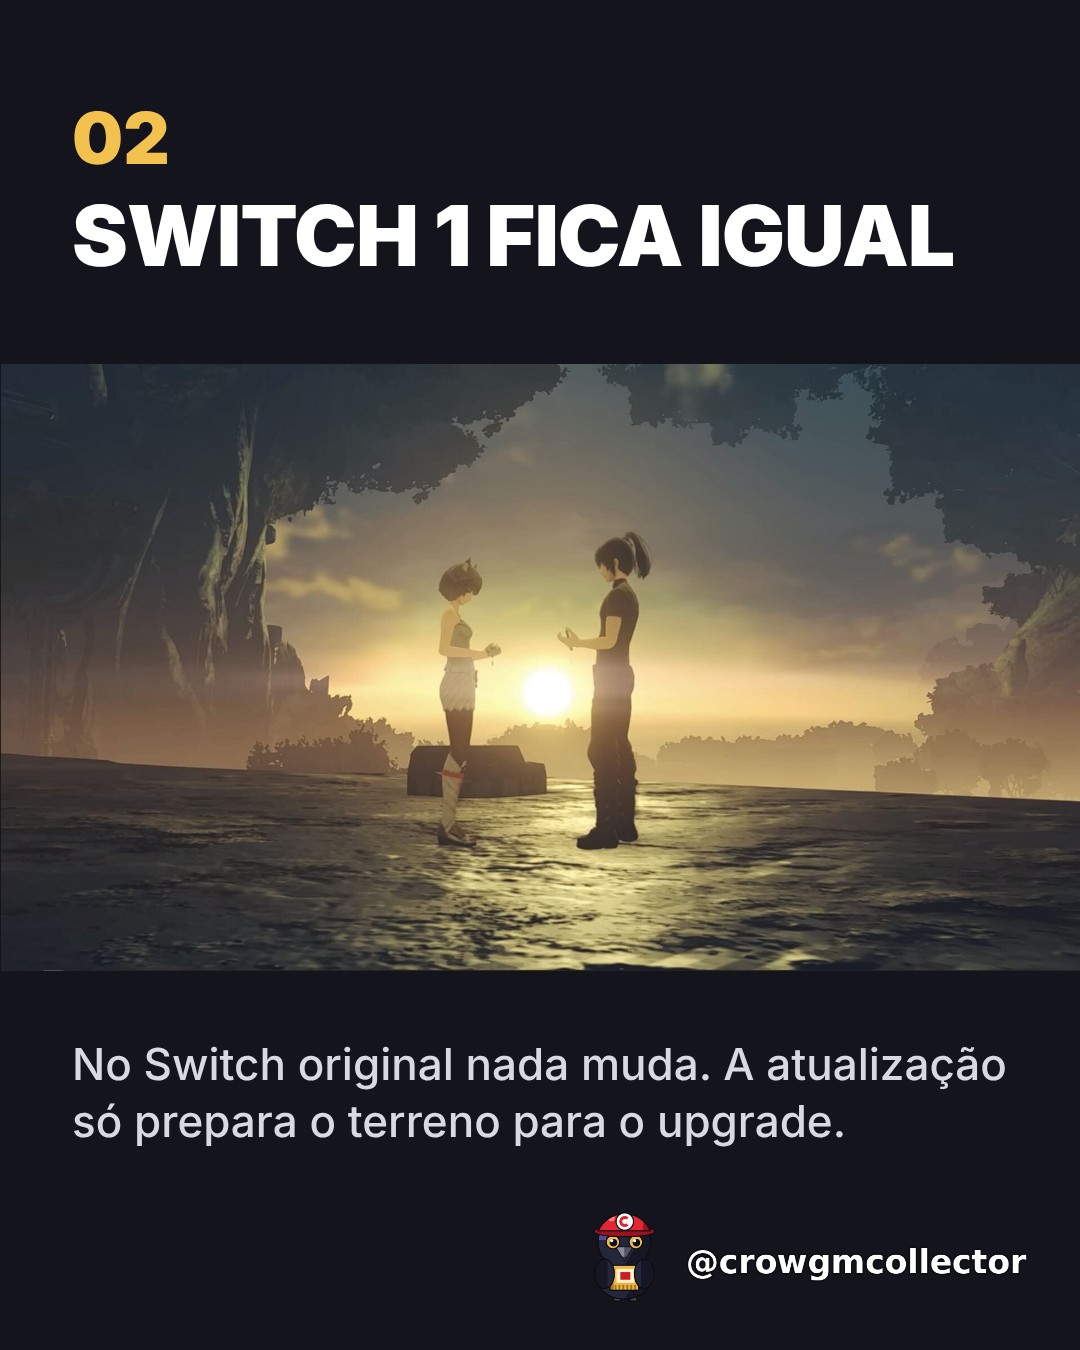 02
SWITCH 1 FICA IGUAL
No Switch original nada muda. A atualização
só prepara o terreno para o upgrade.
C
@crowgmcollector